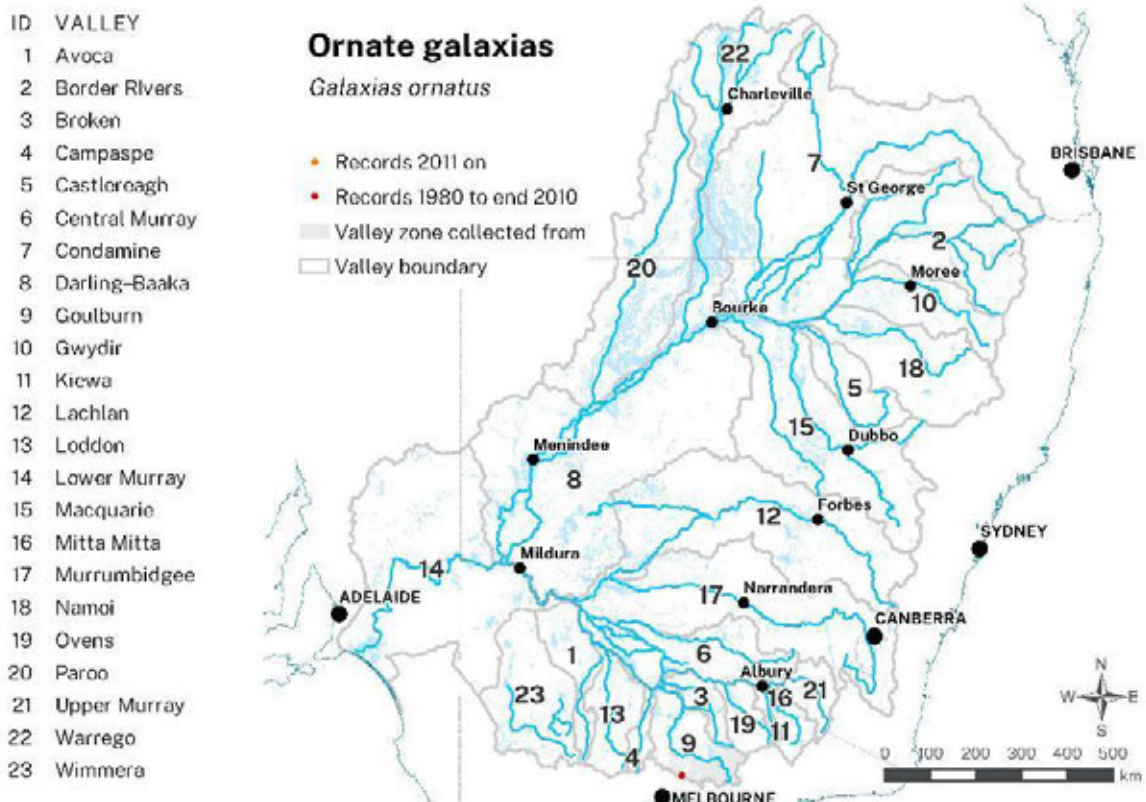 ID VALLEY
1 Avoca
2 Border RIvers
3 Broken
4 Campaspe
5 Castlereagh
6 Central Murray
7 Condamine
8 Darling–Baaka
9 Goulburn
10 Gwydir
11 Kiewa
12 Lachlan
13 Loddon
14 Lower Murray
15 Macquarie
16 Mitta Mitta
17 Murrumbidgee
18 Namoi
19 Ovens
20 Paroo
21 Upper Murray
22 Warrego
23 Wimmera
Ornate galaxias
Galaxias ornatus
Records 2011 on
Records 1980 to end 2010
Valley zone collected from
Valley boundary
22
Charleville
BRISBANE
7
St George
2
20
Moree
10
Bourke
18
5
15
Dubbo
Menindee
8
Forbes
12
SYDNEY
Mildura
14
ADELAIDE
17
Narrandera
CANBERRA
1
6
Albury
23
13
3
16
21
19
11
9
4
MELBOURNE
N
W E
S
0 100 200 300 400 500
km